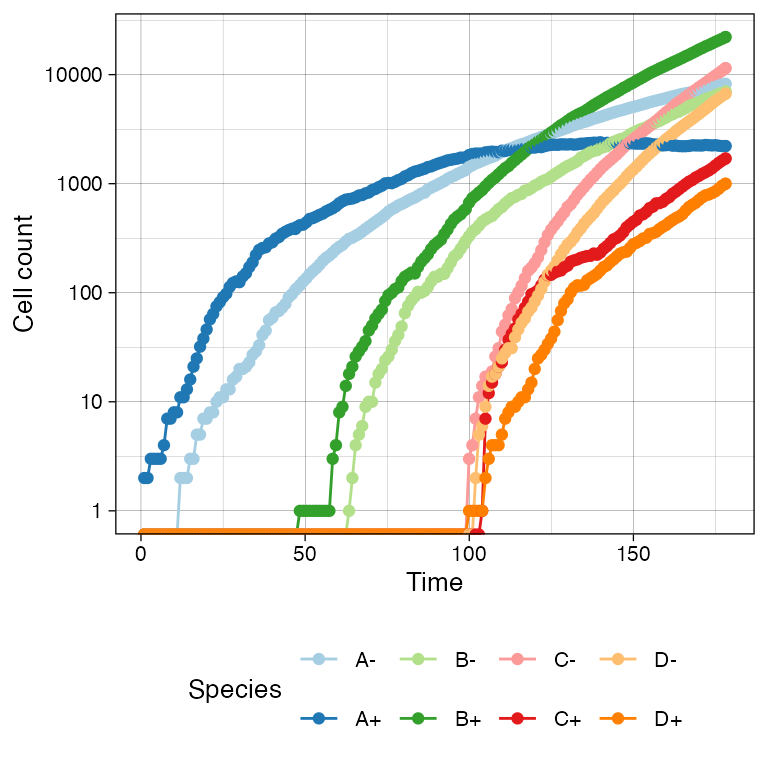 10000
1000
100
10
1
Cell count
0 50 100 150
Time
Species
A- B- C- D-
A+ B+ C+ D+